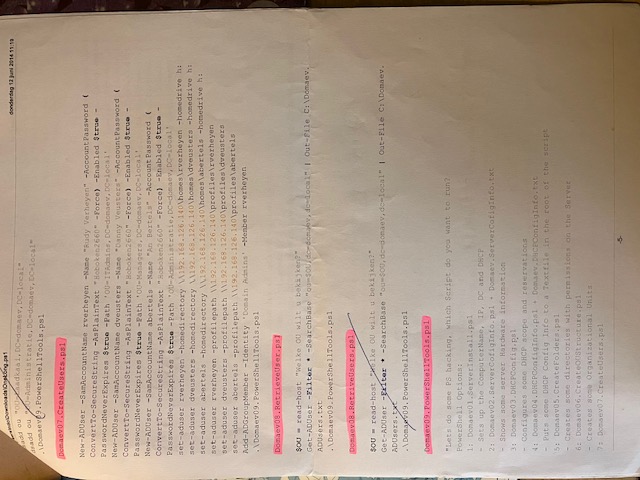 Downloads\OneLong.ps1
donderdag 12 juni 2014 11:19
dsadd ou "OU=Laadkaai,DC=domaev,DC=local"
dsadd ou "OU=Administratie,DC=domaev,DC=local"
.\Domaev09.PowerShellTools.ps1
Domaev07.CreateUsers.ps1
New-ADUser -SamAccountName rverheyen -Name "Rudy Verheyen" -AccountPassword (
ConvertTo-SecureString -AsPlainText "Hoboken2660" -Force) -Enabled $true -
PasswordNeverExpires $true -Path 'OU=ITAdmins,DC=domaev,DC=local'
New-ADUser -SamAccountName dveusters -Name "Danny Veusters" -AccountPassword (
ConvertTo-SecureString -AsPlainText "Hoboken2660" -Force) -Enabled $true -
PasswordNeverExpires $true -Path 'OU=Managers,DC=domaev,DC=local'
New-ADUser -SamAccountName abertels -Name "An Bertels" -AccountPassword (
ConvertTo-SecureString -AsPlainText "Hoboken2660" -Force) -Enabled $true -
PasswordNeverExpires $true -Path 'OU=Administratie,DC=domaev,DC=local'
set-aduser rverheyen -homedirectory \\192.168.126.140\homes\rverheyen -homedrive h:
set-aduser dveusters -homedirectory \\192.168.126.140\homes\dveusters -homedrive h:
set-aduser abertels -homedirectory \\192.168.126.140\homes\abertels -homedrive h:
set-aduser rverheyen -profilepath \\192.168.126.140\profiles\rverheyen
set-aduser dveusters -profilepath \\192.168.126.140\profiles\dveusters
set-aduser abertels -profilepath \\192.168.126.140\profiles\abertels
Add-ADGroupMember -Identity 'Domain Admins' -Member rverheyen
.\Domaev09.PowerShellTools.ps1
Domaev08.RetrieveUser.ps1
$OU = read-host "Welke OU wilt u bekijken?"
Get-ADUser -Filter * -SearchBase "ou=$OU,dc=domaev,dc=local" | Out-File C:\Domaev.
ADUsers.txt
.\Domaev09.PowerShellTools.ps1
Domaev08.RetriveUsers.ps1
$OU = read-host "Welke OU wilt u bekijken?"
Get-ADUser -Filter * -SearchBase "ou=$OU,dc=domaev,dc=local" | Out-File C:\Domaev.
ADUsers.txt
.\Domaev09.PowerShellTools.ps1
Domaev09.PowerShellTools.ps1
"Lets do some PS hacking, which Script do you want to run?
PowerShell Options:
1: Domaev01.ServerInstall.ps1
- Sets up the ComputerName, IP, DC and DHCP
2: Domaev02.ServerCofigInfo.ps1 + Domaev.ServerCofigInfo.txt
- Shows some server Hardware information
3: Domaev03.DHCPConfig.ps1
- Configures some DHCP scope and reservations
4: Domaev04.DHCPConfigInfo.ps1 + Domaev.DHCPConfigInfo.txt
- Puts some DHCP Config Info to a Textfile in the root of the script
5: Domaev05.CreateFolders.ps1
- Creates some directories with permissions on the Server
6: Domaev06.CreateOUStructure.ps1
- Creates some Organizational Units
7: Domaev07.CreateUsers.ps1
-5-